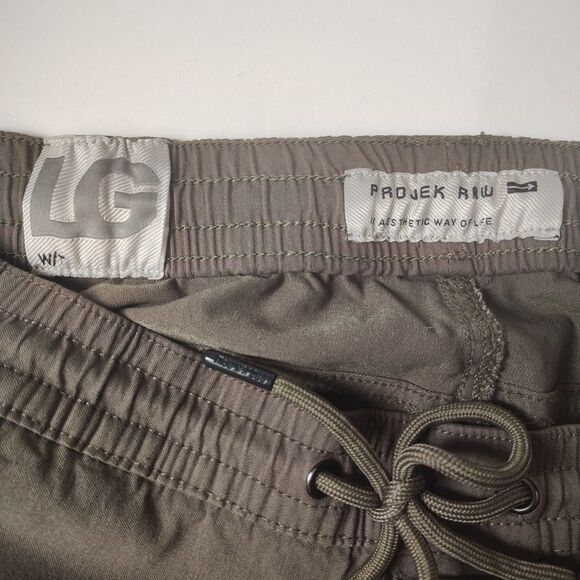 LG
PROJEK RAW
AESTHETIC WAY OF LIFE